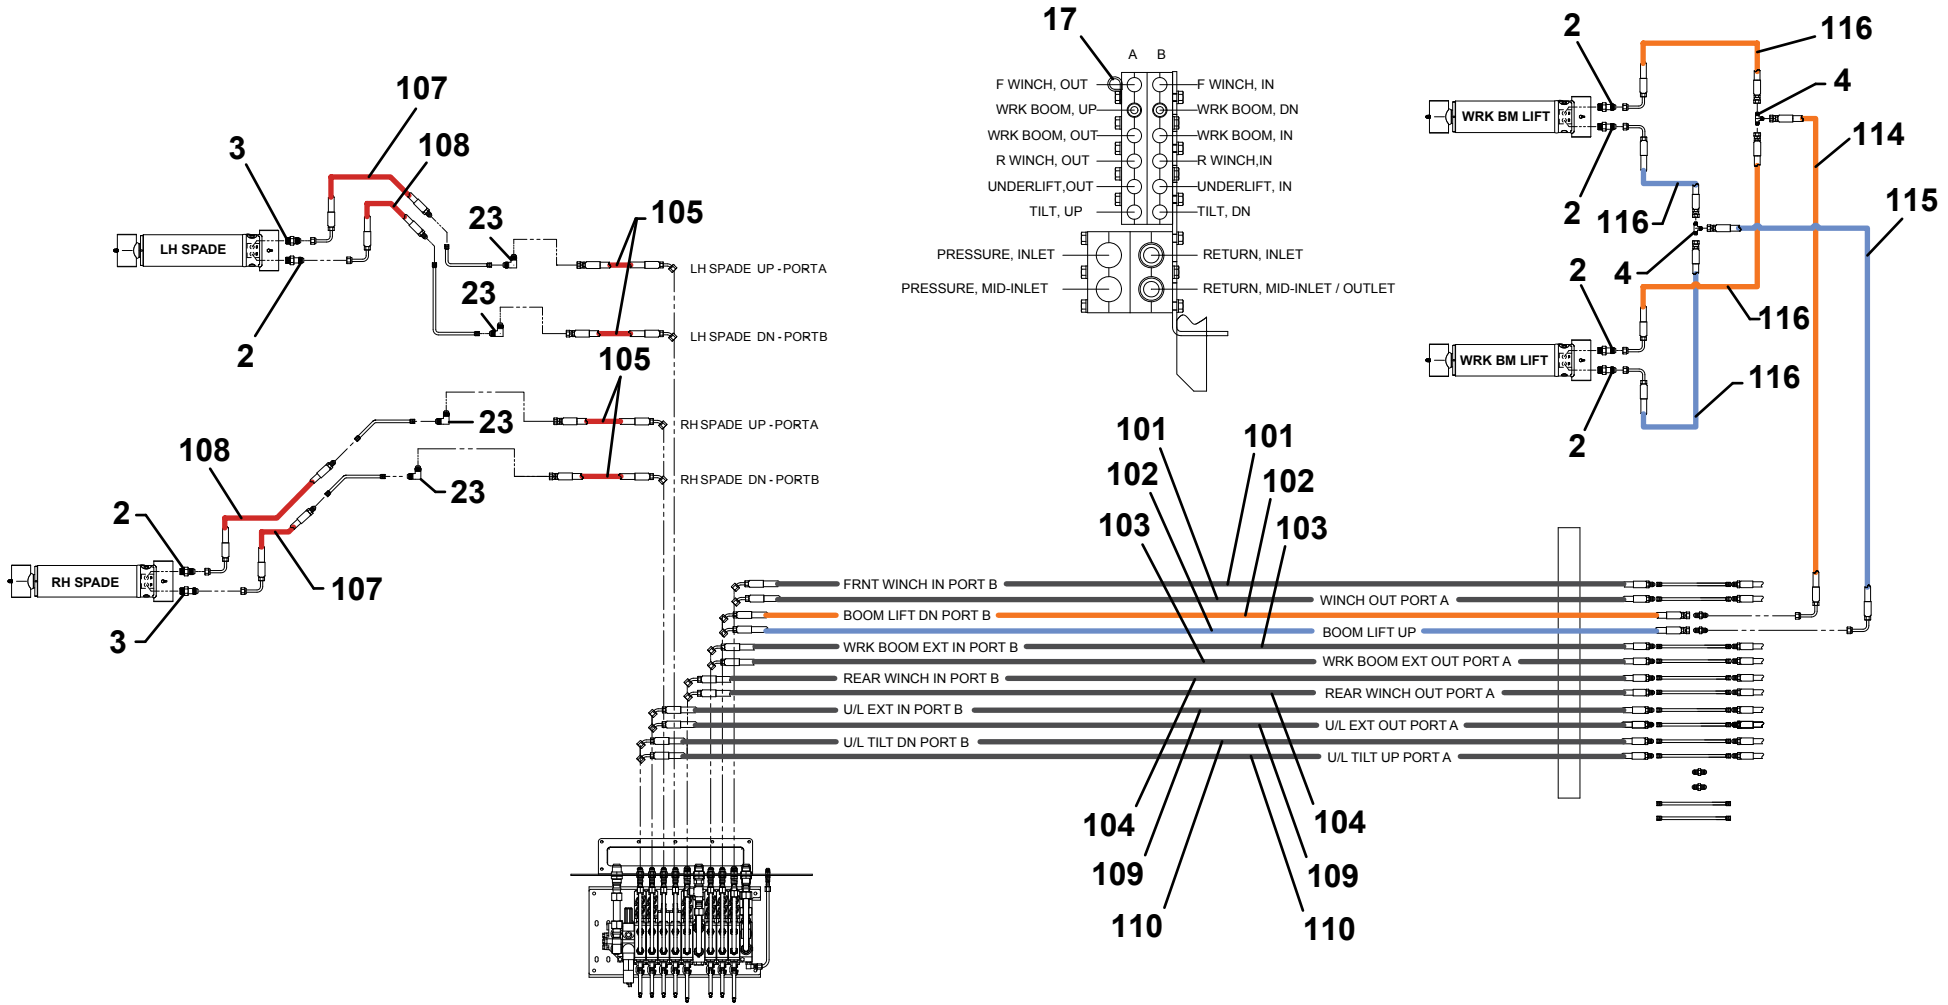 17
A B
F WINCH, OUT
F WINCH, IN
WRK BOOM, UP
WRK BOOM, DN
WRK BOOM, OUT
WRK BOOM, IN
R WINCH, OUT
R WINCH,IN
UNDERLIFT,OUT
UNDERLIFT, IN
TILT, UP
TILT, DN
PRESSURE, INLET
RETURN, INLET
PRESSURE, MID-INLET
RETURN, MID-INLET / OUTLET
107
108
3
LH SPADE
2
23
23
105
LH SPADE UP - PORT A
LH SPADE DN - PORT B
105
RH SPADE UP - PORT A
RH SPADE DN - PORT B
23
23
108
2
RH SPADE
3
107
2
116
4
WRK BM LIFT
114
2
116
115
4
2
116
WRK BM LIFT
116
2
101
101
102
102
103
103
FRNT WINCH IN PORT B
WINCH OUT PORT A
BOOM LIFT DN PORT B
BOOM LIFT UP
WRK BOOM EXT IN PORT B
WRK BOOM EXT OUT PORT A
REAR WINCH IN PORT B
REAR WINCH OUT PORT A
U/L EXT IN PORT B
U/L EXT OUT PORT A
U/L TILT DN PORT B
U/L TILT UP PORT A
104
104
109
109
110
110